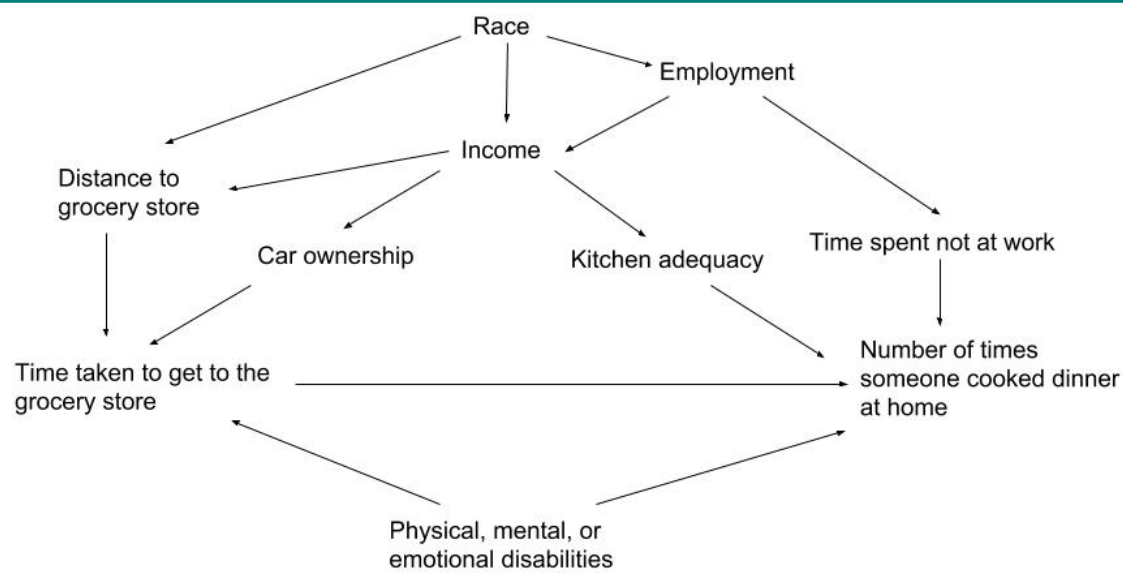 Race
Employment
Income
Distance to
grocery store
Car ownership
Kitchen adequacy
Time spent not at work
Time taken to get to the
grocery store
Number of times
someone cooked dinner
at home
Physical, mental, or
emotional disabilities